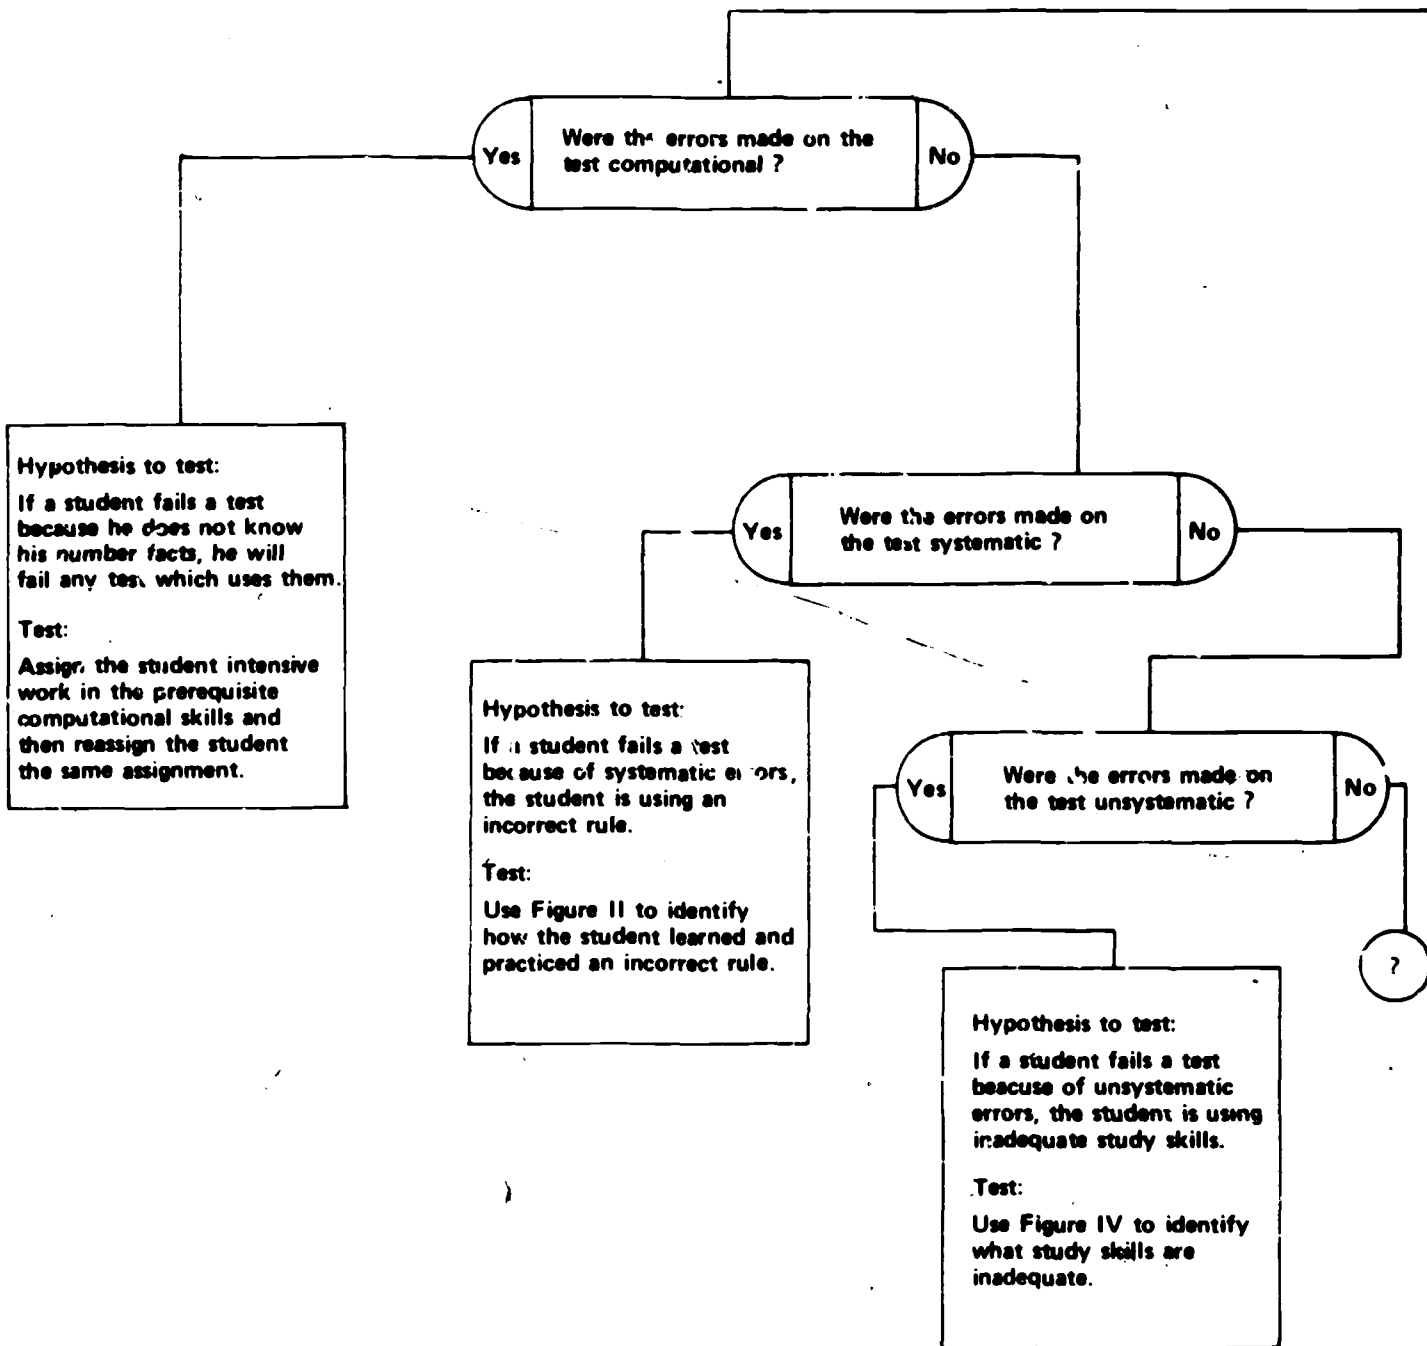 Were the errors made on the
test computational ?
Yes
No
Hypothesis to test:
If a student fails a test
because he does not know
his number facts, he will
fail any test which uses them.
Test:
Assign the student intensive
work in the prerequisite
computational skills and
then reassign the student
the same assignment.
Were the errors made on
the test systematic ?
Yes
No
Hypothesis to test:
If a student fails a test
because of systematic errors,
the student is using an
incorrect rule.
Test:
Use Figure II to identify
how the student learned and
practiced an incorrect rule.
Were the errors made on
the test unsystematic ?
Yes
No
?
Hypothesis to test:
If a student fails a test
beacuse of unsystematic
errors, the student is using
inadequate study skills.
Test:
Use Figure IV to identify
what study skills are
inadequate.